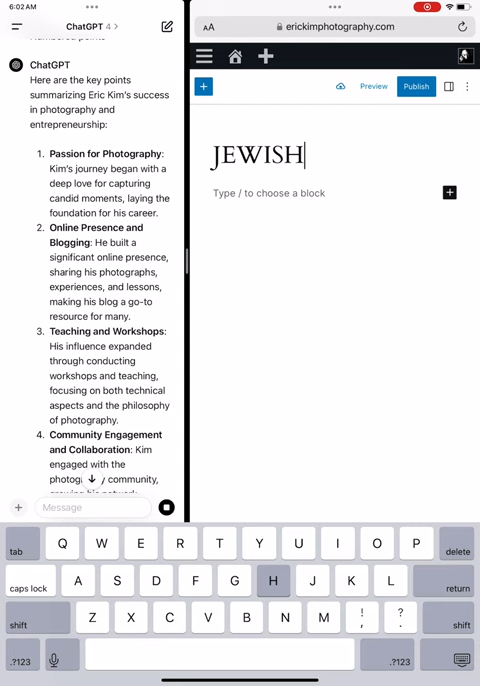 6:02 AM
ChatGPT 4 >
ChatGPT
Here are the key points
summarizing Eric Kim's success
in photography and
entrepreneurship:
1. Passion for Photography:
Kim's journey began with a
deep love for capturing
candid moments, laying the
foundation for his career.
2. Online Presence and
Blogging: He built a
significant online presence,
sharing his photographs,
experiences, and lessons,
making his blog a go-to
resource for many.
3. Teaching and Workshops:
His influence expanded
through conducting
workshops and teaching,
focusing on both technical
aspects and the philosophy
of photography.
4. Community Engagement
and Collaboration: Kim
engaged with the
community,
Message
AA
erickimphotography.com
Preview
Publish
JEWISH
Type / to choose a block
tab Q W E R T Y U I O P delete
caps lock A S D F G H J K L return
shift Z X C V B N M ! , ? . shift
.?123 .?123